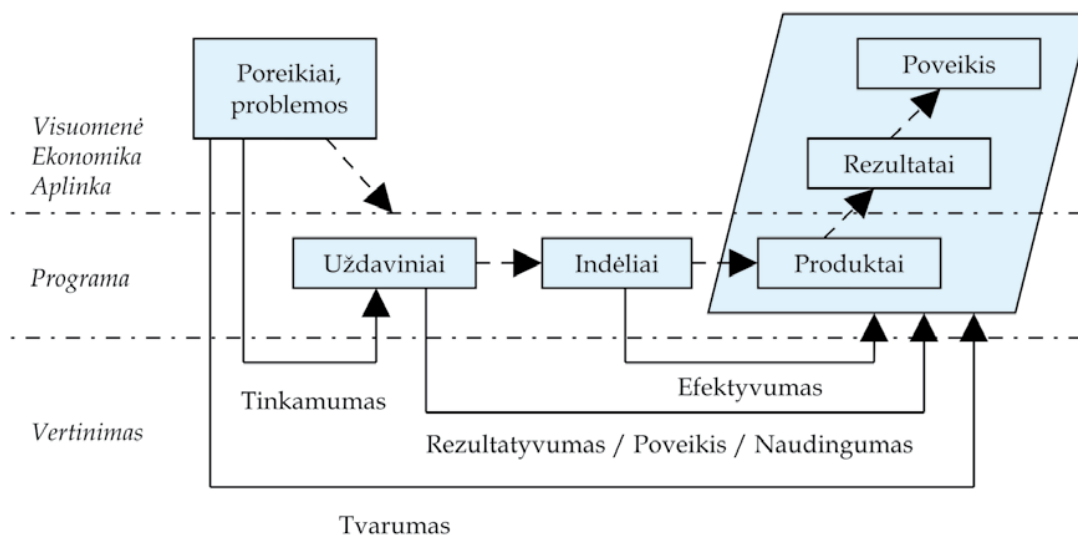 Poreikiai,
problemos
Poveikis
Visuomenė
Ekonomika
Aplinka
Rezultatai
Programa
Uždaviniai
Indėliai
Produktai
Vertinimas
Tinkamumas
Efektyvumas
Rezultatyvumas / Poveikis / Naudingumas
Tvarumas